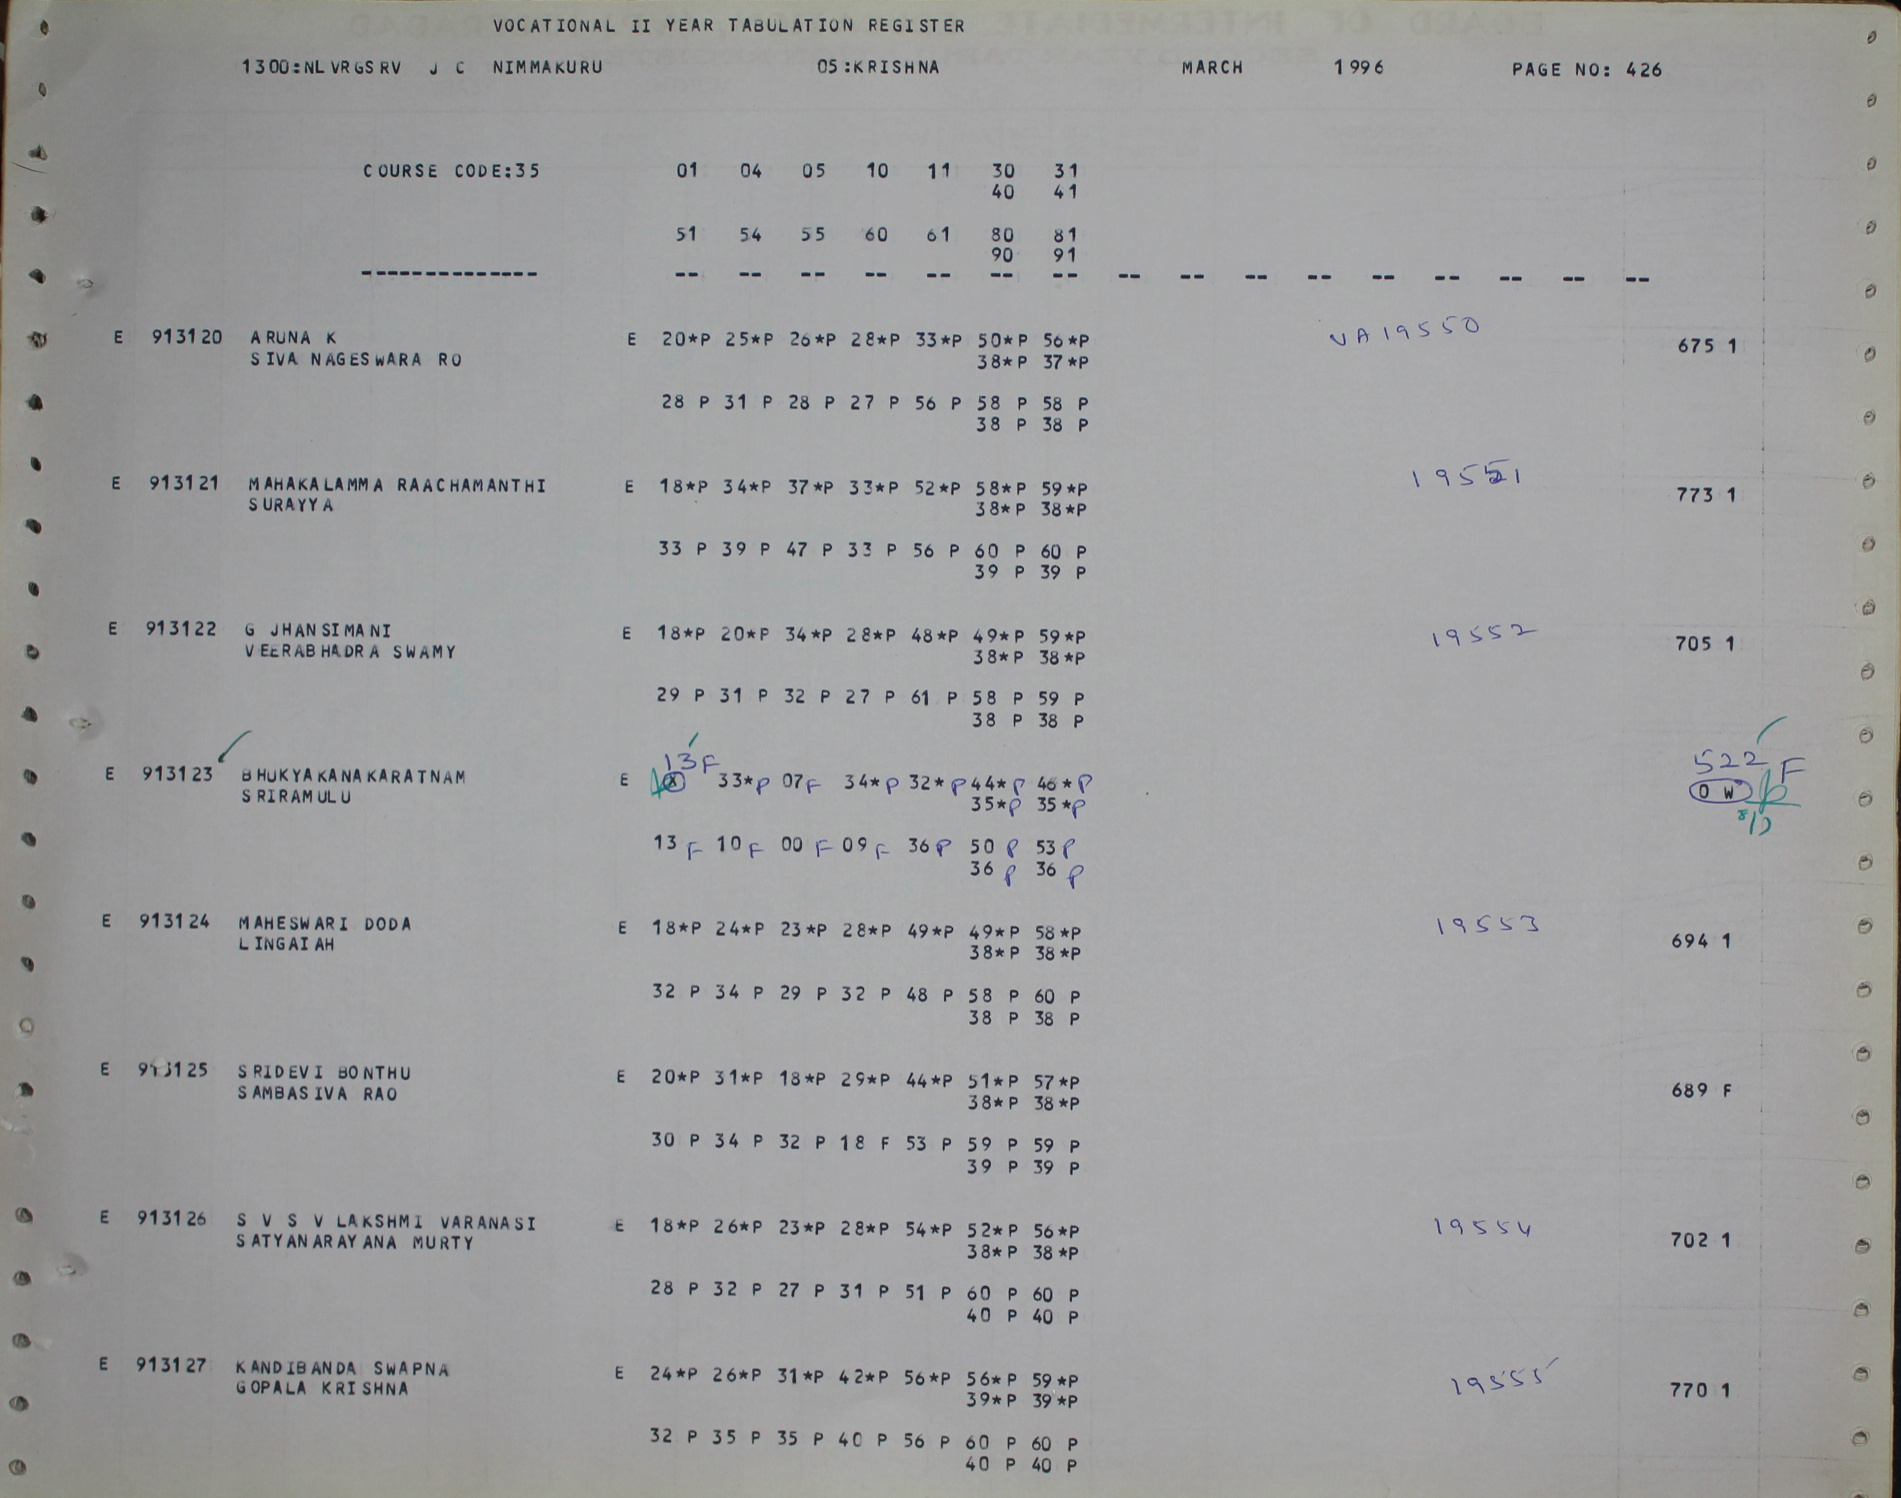 VOCATIONAL II YEAR TABULATION REGISTER
1300:NLVRGSRV J C NIMMAKURU 05:KRISHNA MARCH 1996 PAGE NO: 426
COURSE CODE:35 01 04 05 10 11 30 31
40 41
51 54 55 60 61 80 81
90 91
-------------- -- -- -- -- -- -- -- -- -- -- -- -- -- -- -- --
E 913120 ARUNA K E 20*P 25*P 26*P 28*P 33*P 50*P 56*P VA19550 675 1
SIVA NAGESWARA RO 38*P 37*P
28 P 31 P 28 P 27 P 56 P 58 P 58 P
38 P 38 P
E 913121 MAHAKALAMMA RAACHAMANTHI E 18*P 34*P 37*P 33*P 52*P 58*P 59*P 19551 773 1
SURAYYA 38*P 38*P
33 P 39 P 47 P 33 P 56 P 60 P 60 P
39 P 39 P
E 913122 G JHANSIMANI E 18*P 20*P 34*P 28*P 48*P 49*P 59*P 19552 705 1
VEERABHADRA SWAMY 38*P 38*P
29 P 31 P 32 P 27 P 61 P 58 P 59 P
38 P 38 P
13F 522 F
E 913123 BHUKYAKANAKARATNAM E X 33*P 07F 34*P 32*P 44*P 46*P O W
SRIRAMULU 35*P 35*P
13 F 10 F 00 F 09 F 36 P 50 P 53 P
36 P 36 P
E 913124 MAHESWARI DODA E 18*P 24*P 23*P 28*P 49*P 49*P 58*P 19553 694 1
LINGAIAH 38*P 38*P
32 P 34 P 29 P 32 P 48 P 58 P 60 P
38 P 38 P
E 913125 SRIDEVI BONTHU E 20*P 31*P 18*P 29*P 44*P 51*P 57*P 689 F
SAMBASIVA RAO 38*P 38*P
30 P 34 P 32 P 18 F 53 P 59 P 59 P
39 P 39 P
E 913126 S V S V LAKSHMI VARANASI E 18*P 26*P 23*P 28*P 54*P 52*P 56*P 19554 702 1
SATYANARAYANA MURTY 38*P 38*P
28 P 32 P 27 P 31 P 51 P 60 P 60 P
40 P 40 P
E 913127 KANDIBANDA SWAPNA E 24*P 26*P 31*P 42*P 56*P 56*P 59*P 19555 770 1
GOPALA KRISHNA 39*P 39*P
32 P 35 P 35 P 40 P 56 P 60 P 60 P
40 P 40 P